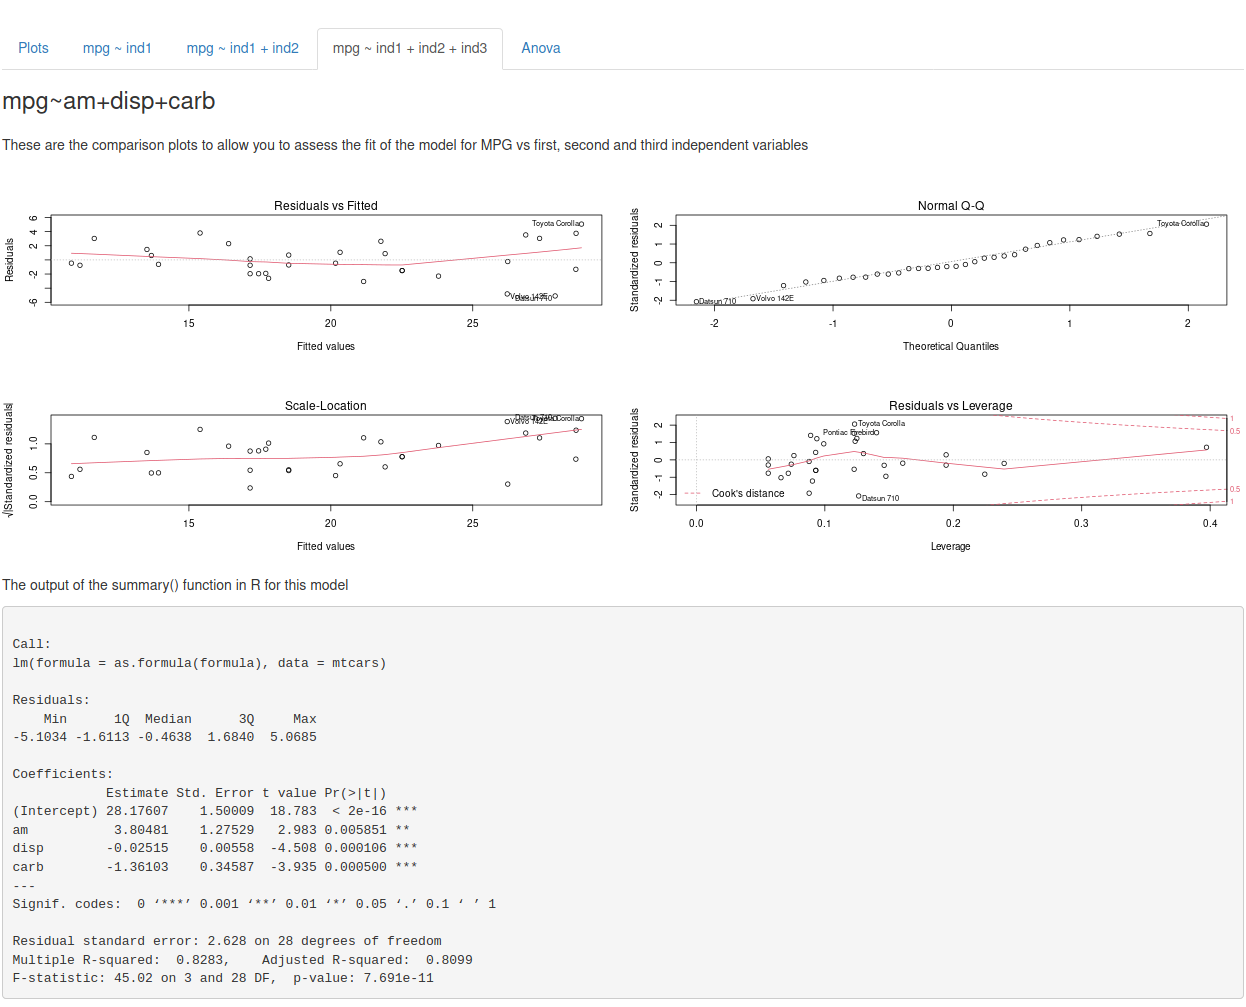 Plots mpg ~ ind1 mpg ~ ind1 + ind2 mpg ~ ind1 + ind2 + ind3 Anova
mpg~am+disp+carb
These are the comparison plots to allow you to assess the fit of the model for MPG vs first, second and third independent variables
Residuals vs Fitted
Residuals
6
4
2
-2
-6
Toyota Corolla
Volvo 142E
Datsun 710
15 20 25
Fitted values
Normal Q-Q
Standardized residuals
2
1
0
-1
-2
Toyota Corolla
Datsun 710
Volvo 142E
-2 -1 0 1 2
Theoretical Quantiles
Scale-Location
√|Standardized residuals|
1.0
0.5
0.0
Datsun 710
Toyota Corolla
Volvo 142E
15 20 25
Fitted values
Residuals vs Leverage
Standardized residuals
2
1
0
-1
-2
Toyota Corolla
Pontiac Firebird
Datsun 710
Cook's distance
1
0.5
0.5
1
0.0 0.1 0.2 0.3 0.4
Leverage
The output of the summary() function in R for this model
Call:
lm(formula = as.formula(formula), data = mtcars)
Residuals:
Min 1Q Median 3Q Max
-5.1034 -1.6113 -0.4638 1.6840 5.0685
Coefficients:
Estimate Std. Error t value Pr(>|t|)
(Intercept) 28.17607 1.50009 18.783 < 2e-16 ***
am 3.80481 1.27529 2.983 0.005851 **
disp -0.02515 0.00558 -4.508 0.000106 ***
carb -1.36103 0.34587 -3.935 0.000500 ***
---
Signif. codes: 0 ‘***’ 0.001 ‘**’ 0.01 ‘*’ 0.05 ‘.’ 0.1 ‘ ’ 1
Residual standard error: 2.628 on 28 degrees of freedom
Multiple R-squared: 0.8283, Adjusted R-squared: 0.8099
F-statistic: 45.02 on 3 and 28 DF, p-value: 7.691e-11